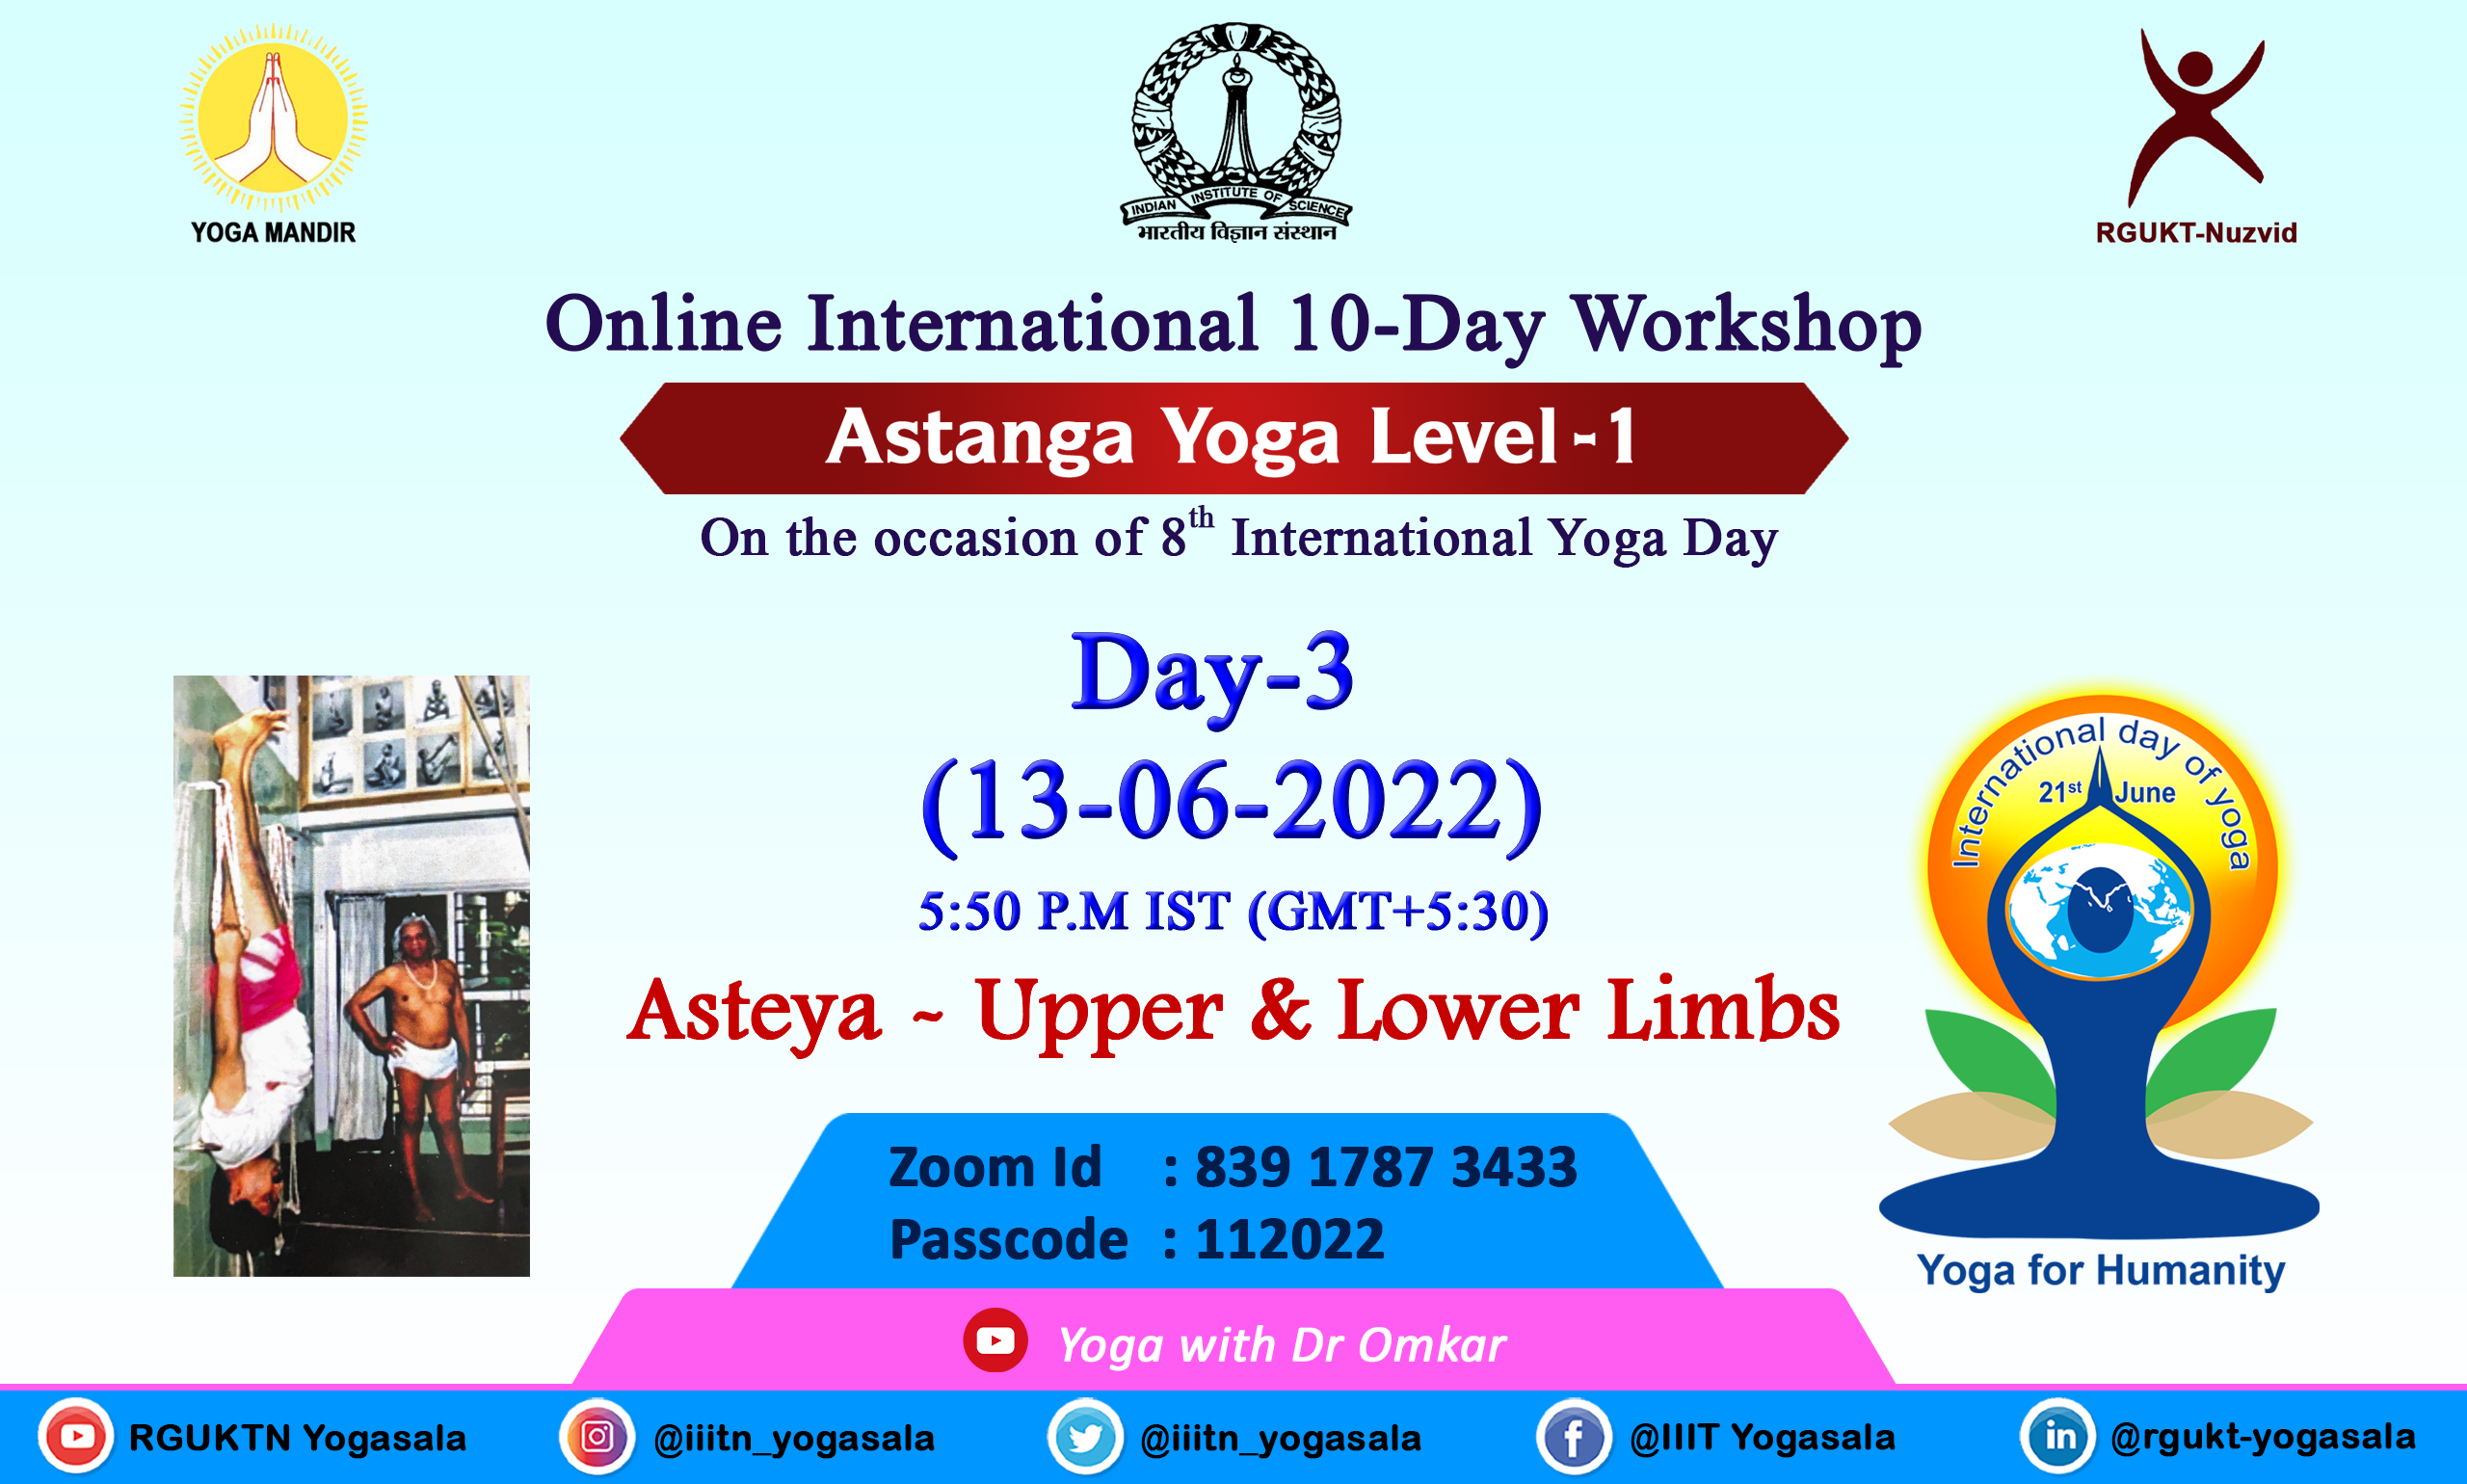 YOGA MANDIR
INDIAN INSTITUTE OF SCIENCE
भारतीय विज्ञान संस्थान
RGUKT-Nuzvid
Online International 10-Day Workshop
Astanga Yoga Level-1
On the occasion of 8th International Yoga Day
Day-3
(13-06-2022)
5:50 P.M IST (GMT+5:30)
Asteya ~ Upper & Lower Limbs
International day of yoga
21st June
Yoga for Humanity
Zoom Id : 839 1787 3433
Passcode : 112022
Yoga with Dr Omkar
RGUKTN Yogasala
@iiitn_yogasala
@iiitn_yogasala
@IIIT Yogasala
@rgukt-yogasala